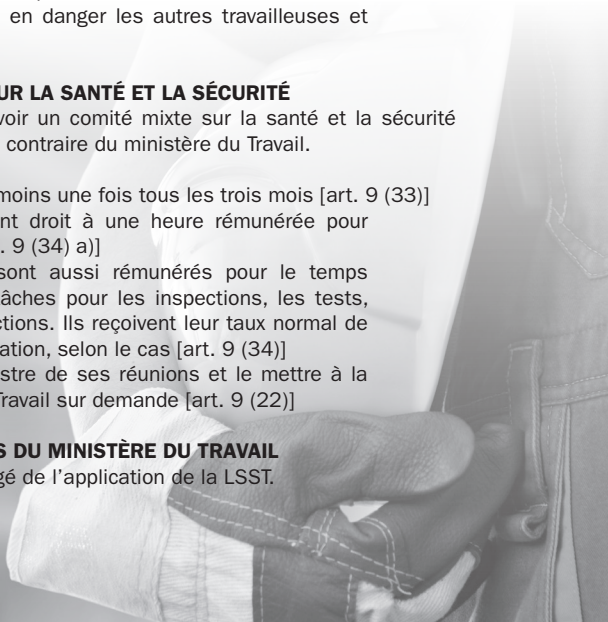 en danger les autres travailleuses et
UR LA SANTÉ ET LA SÉCURITÉ
voir un comité mixte sur la santé et la sécurité
contraire du ministère du Travail.
moins une fois tous les trois mois [art. 9 (33)]
nt droit à une heure rémunérée pour
. 9 (34) a)]
sont aussi rémunérés pour le temps
âches pour les inspections, les tests,
ctions. Ils reçoivent leur taux normal de
ation, selon le cas [art. 9 (34)]
stre de ses réunions et le mettre à la
Travail sur demande [art. 9 (22)]
S DU MINISTÈRE DU TRAVAIL
gé de l'application de la LSST.